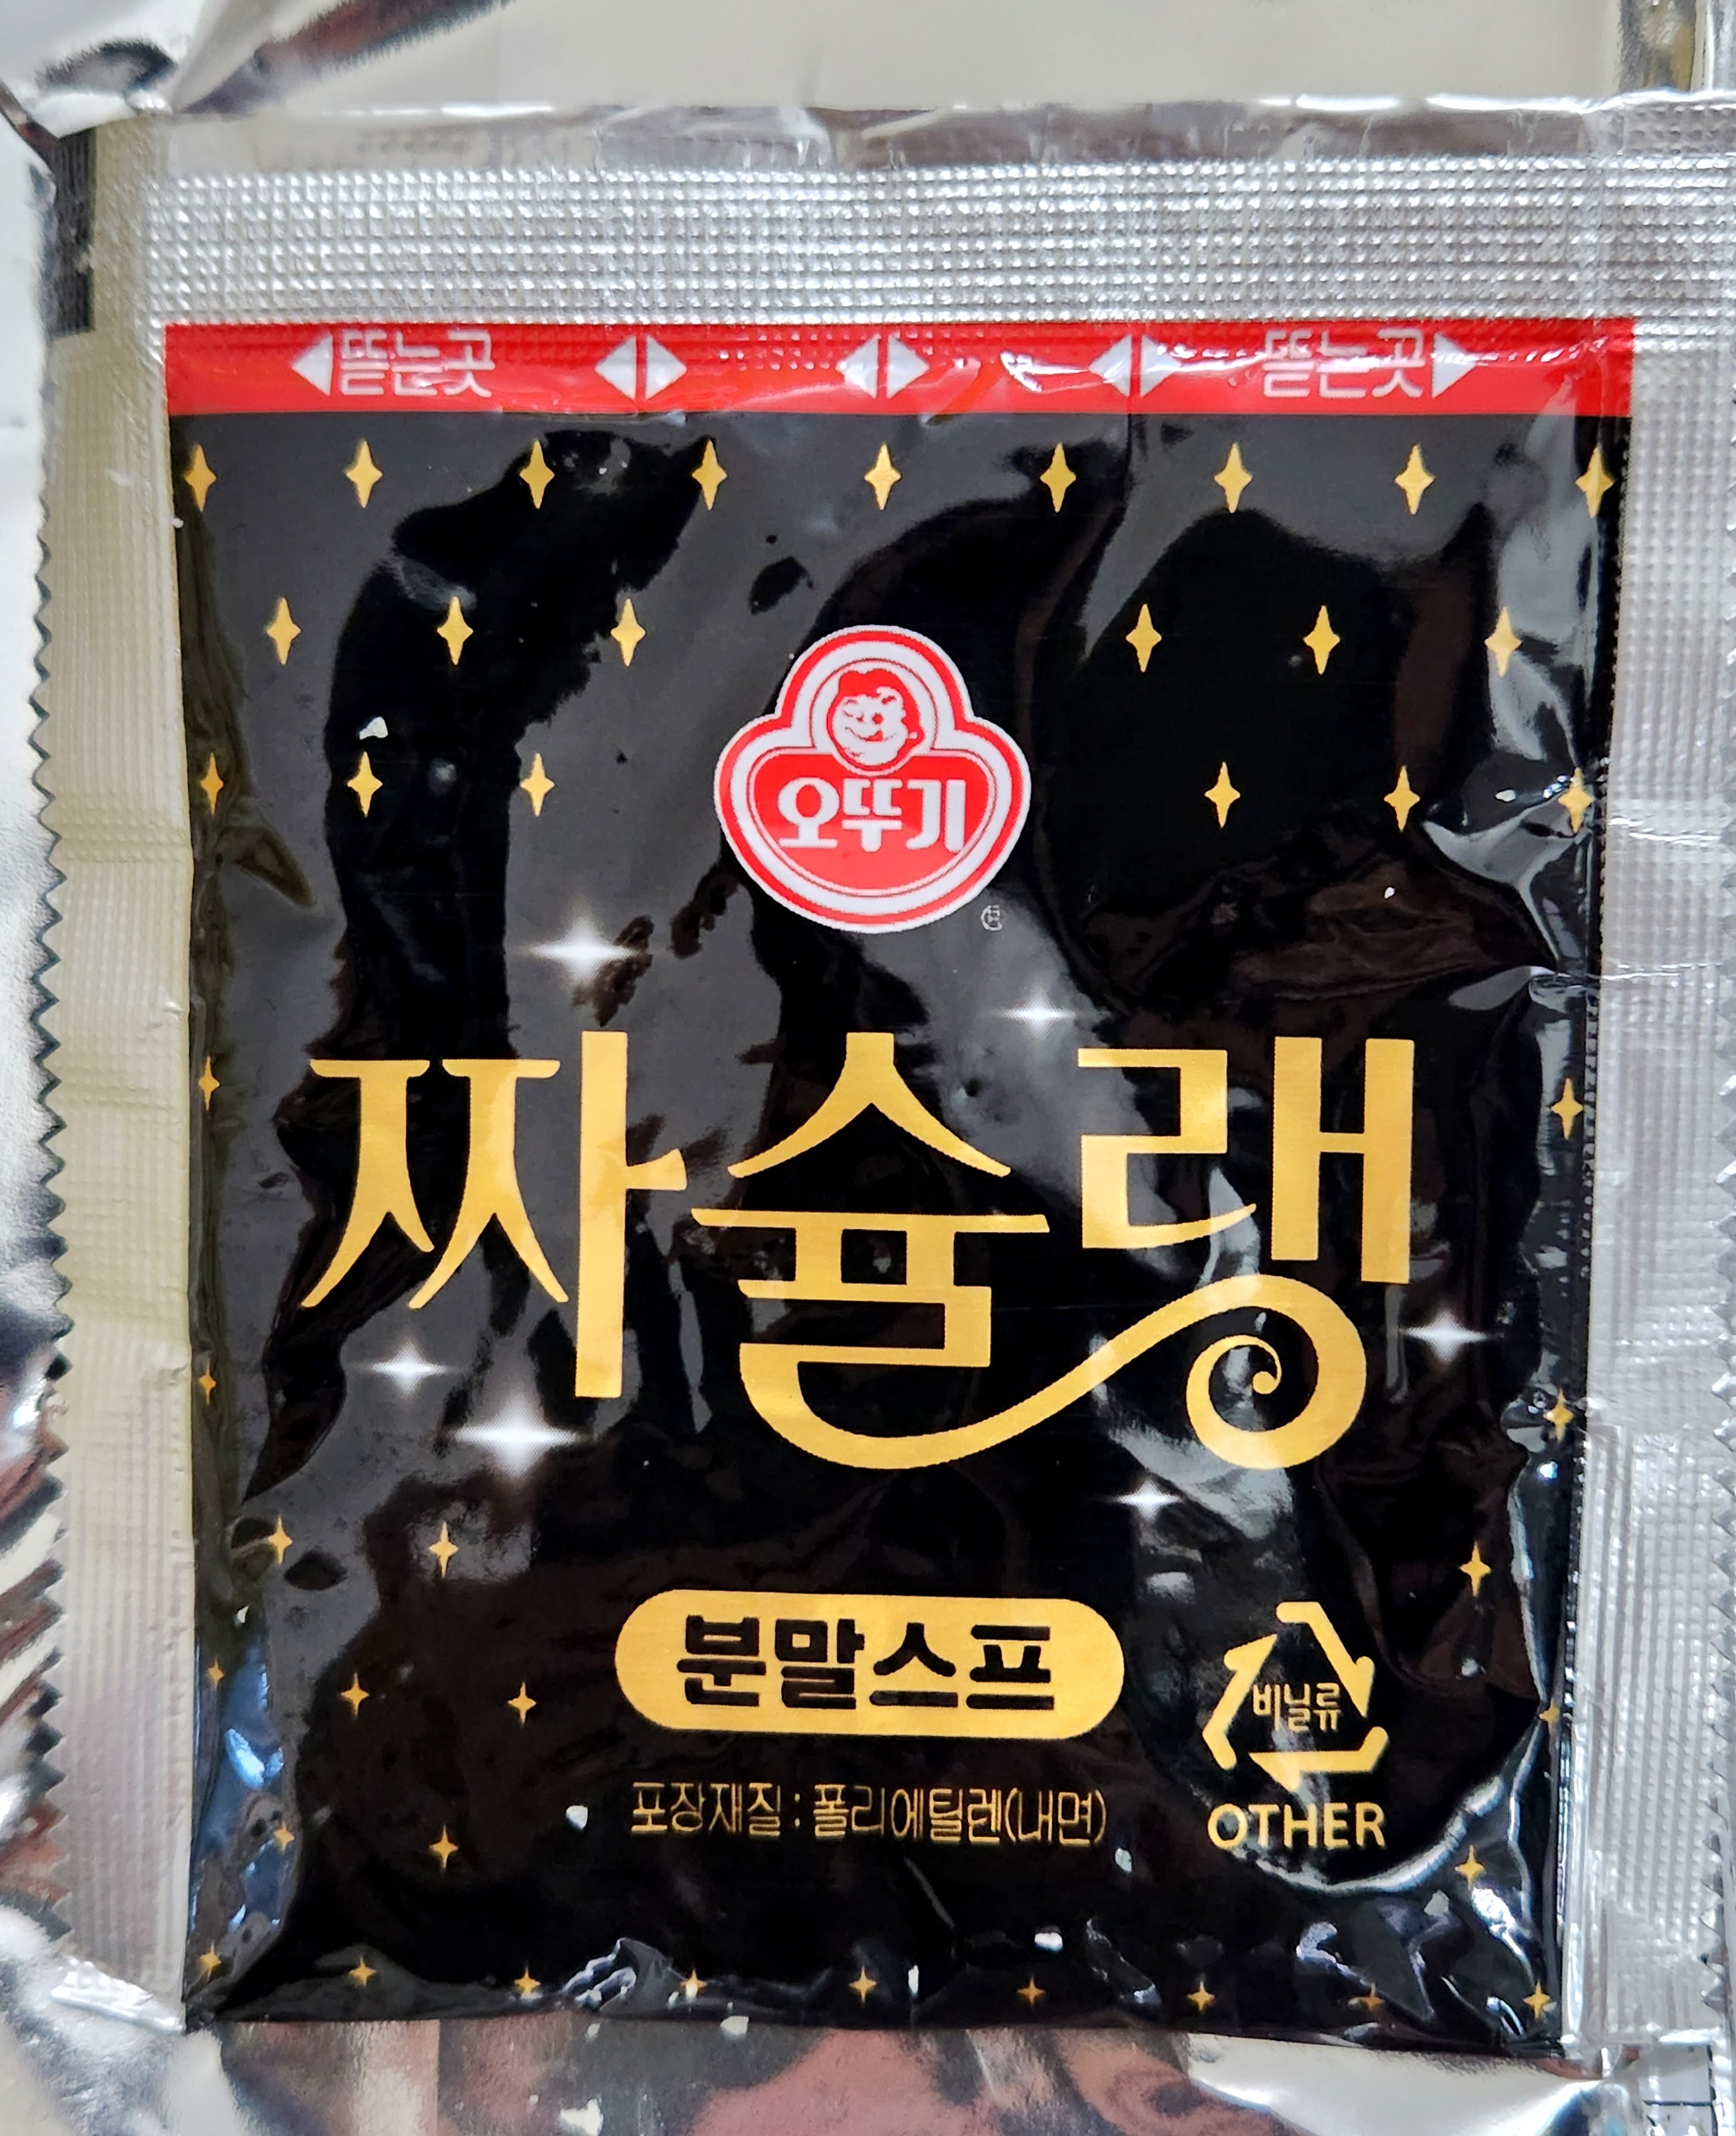 뜯는곳 뜯는곳
오뚜기
짜슐랭
분말스프
비닐류
포장재질 : 폴리에틸렌(내면)
OTHER